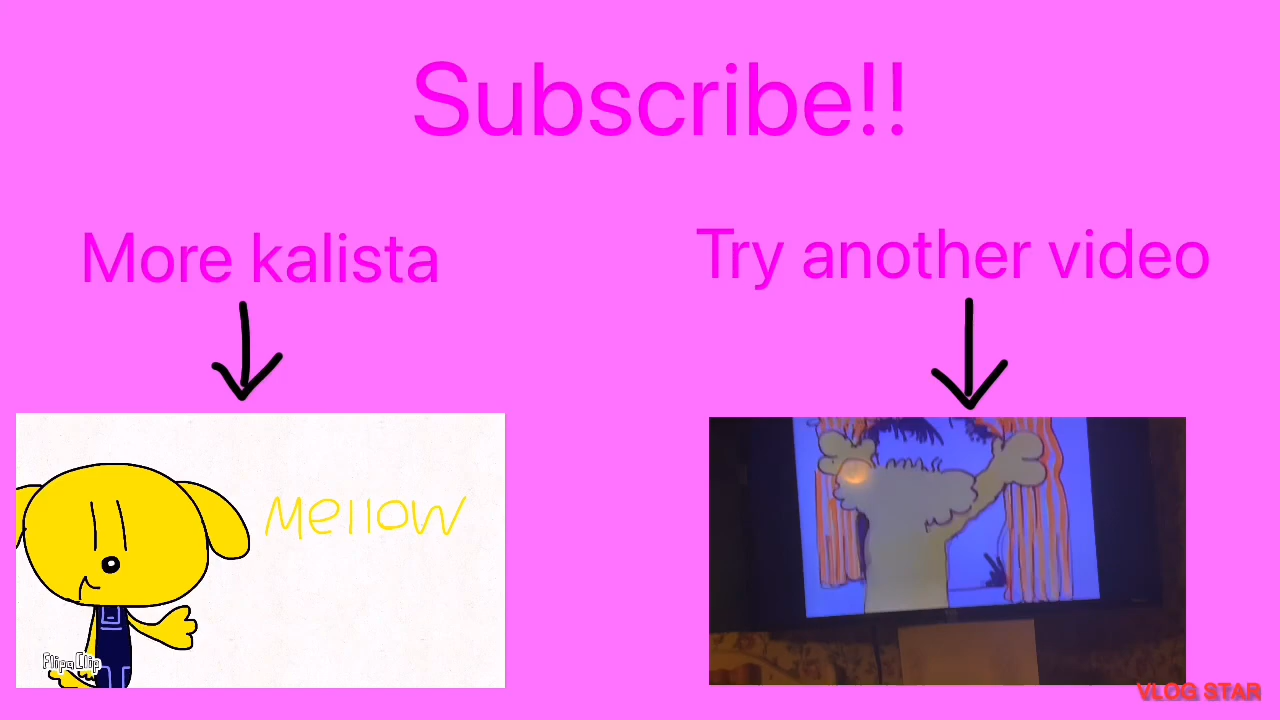 Subscribe!!
More kalista
Try another video
Mellow
FlipaClip
VLOG STAR